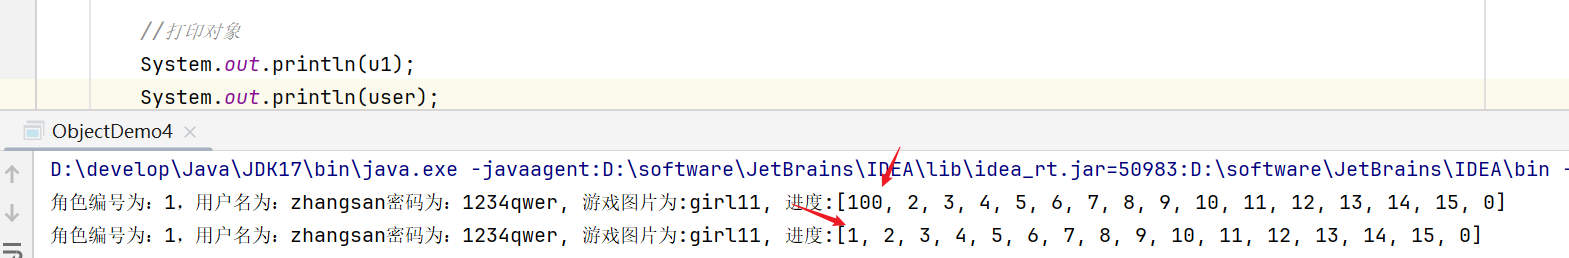 //打印对象
System.out.println(u1);
System.out.println(user);
ObjectDemo4 ×
D:\develop\Java\JDK17\bin\java.exe -javaagent:D:\software\JetBrains\IDEA\lib\idea_rt.jar=50983:D:\software\JetBrains\IDEA\bin -
角色编号为：1，用户名为：zhangsan密码为：1234qwer, 游戏图片为:girl11, 进度:[100, 2, 3, 4, 5, 6, 7, 8, 9, 10, 11, 12, 13, 14, 15, 0]
角色编号为：1，用户名为：zhangsan密码为：1234qwer, 游戏图片为:girl11, 进度:[1, 2, 3, 4, 5, 6, 7, 8, 9, 10, 11, 12, 13, 14, 15, 0]